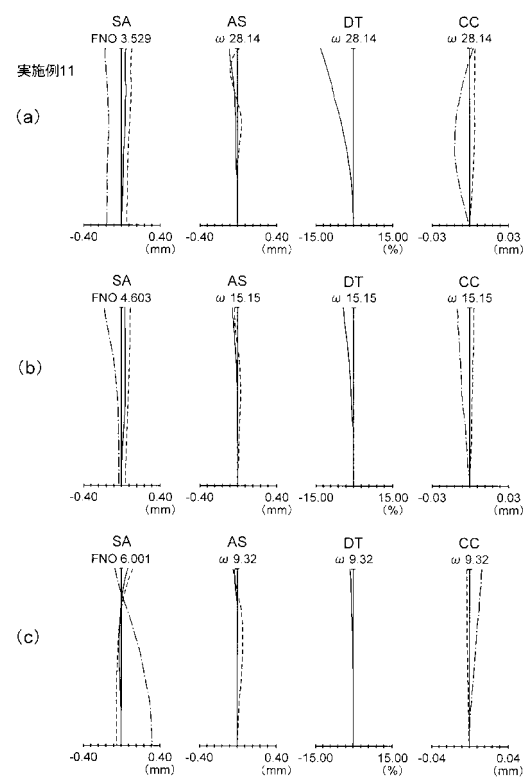 SA AS DT CC
FNO 3.529 ω 28.14 ω 28.14 ω 28.14
実施例11
(a)
-0.40 0.40 -0.40 0.40 -15.00 15.00 -0.03 0.03
(mm) (mm) (%) (mm)
SA AS DT CC
FNO 4.603 ω 15.15 ω 15.15 ω 15.15
(b)
-0.40 0.40 -0.40 0.40 -15.00 15.00 -0.03 0.03
(mm) (mm) (%) (mm)
SA AS DT CC
FNO 6.001 ω 9.32 ω 9.32 ω 9.32
(c)
-0.40 0.40 -0.40 0.40 -15.00 15.00 -0.04 0.04
(mm) (mm) (%) (mm)